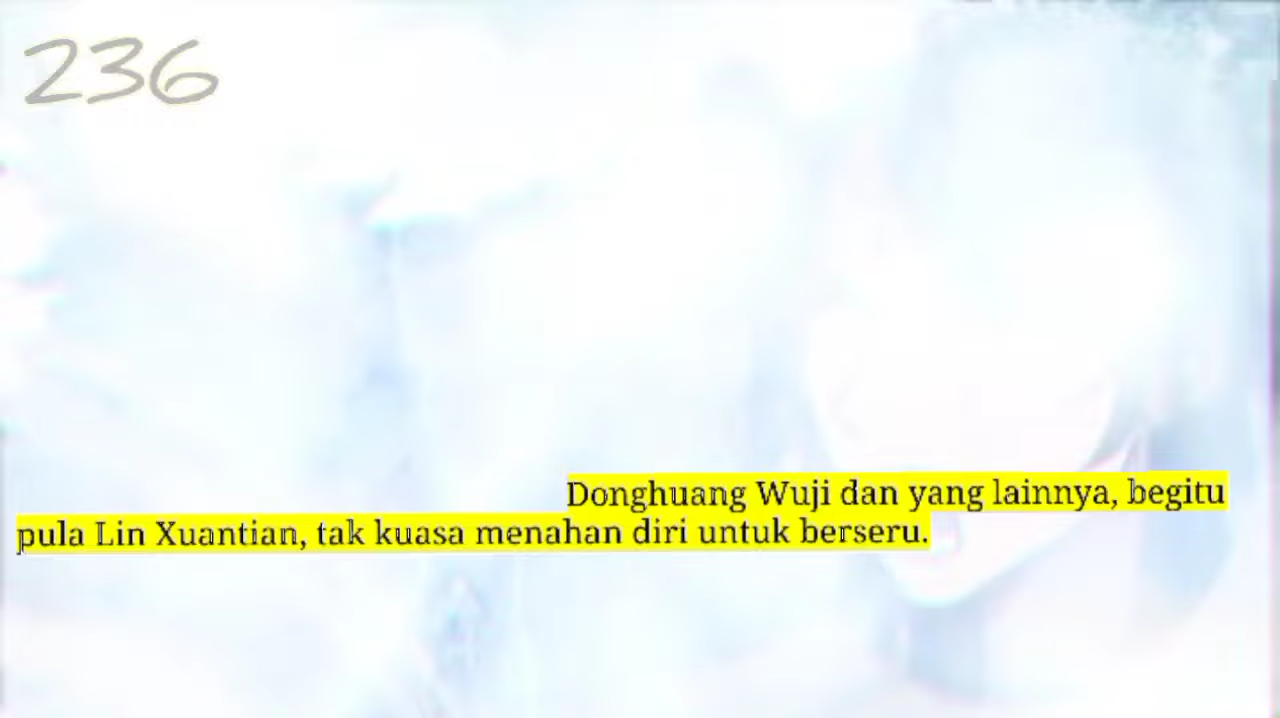 236
Donghuang Wuji dan yang lainnya, begitu
pula Lin Xuantian, tak kuasa menahan diri untuk berseru.